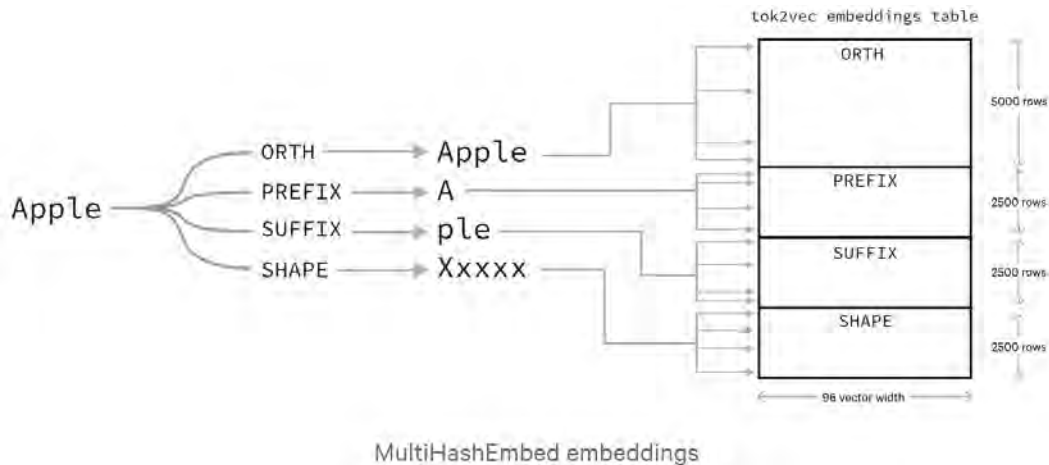 tok2vec embeddings table
ORTH
5000 rows
ORTH Apple
PREFIX
PREFIX A
2500 rows
Apple
SUFFIX ple
SUFFIX
SHAPE Xxxxx
2500 rows
SHAPE
2500 rows
96 vector width
MultiHashEmbed embeddings